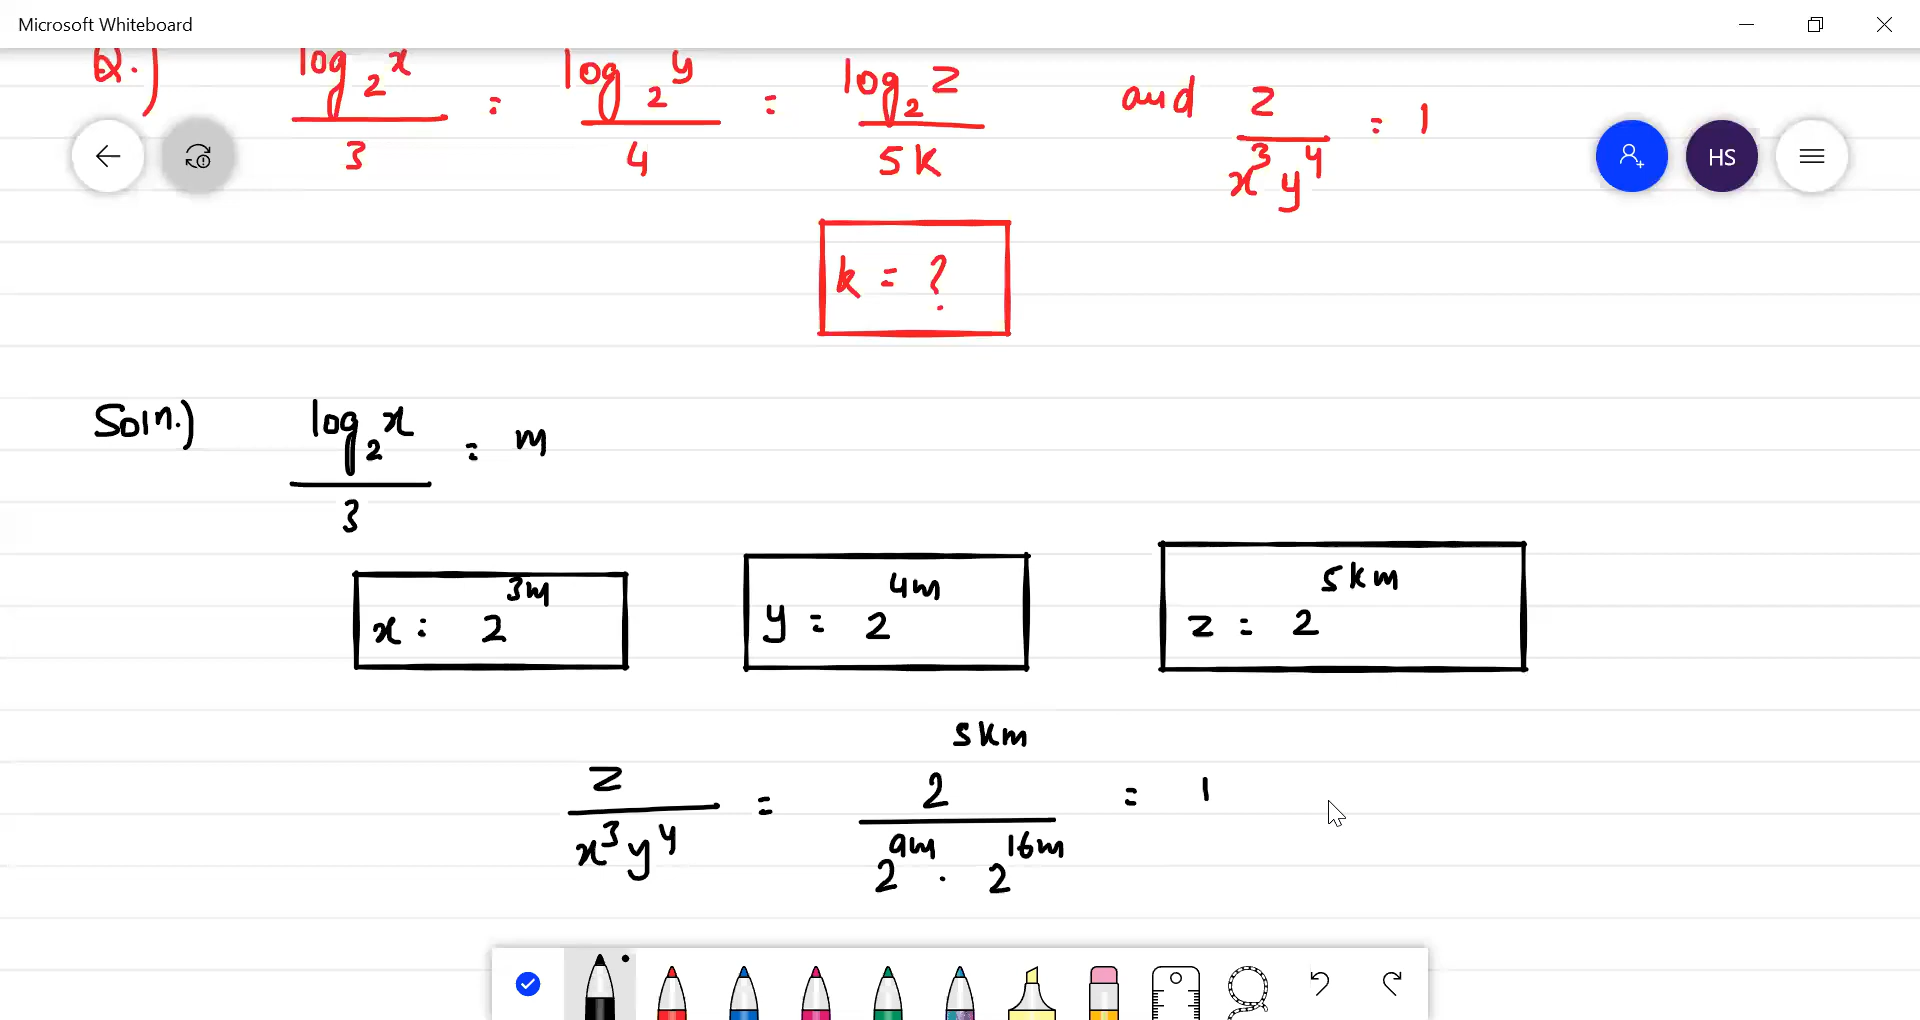 Microsoft Whiteboard
Q.) log₂x / 3 = log₂y / 4 = log₂z / 5k and z / x³y⁴ = 1
HS
k = ?
Soln.) log₂x / 3 = m
x = 2^3m y = 2^4m z = 2^5km
z / x³y⁴ = 2^5km / 2^9m · 2^16m = 1